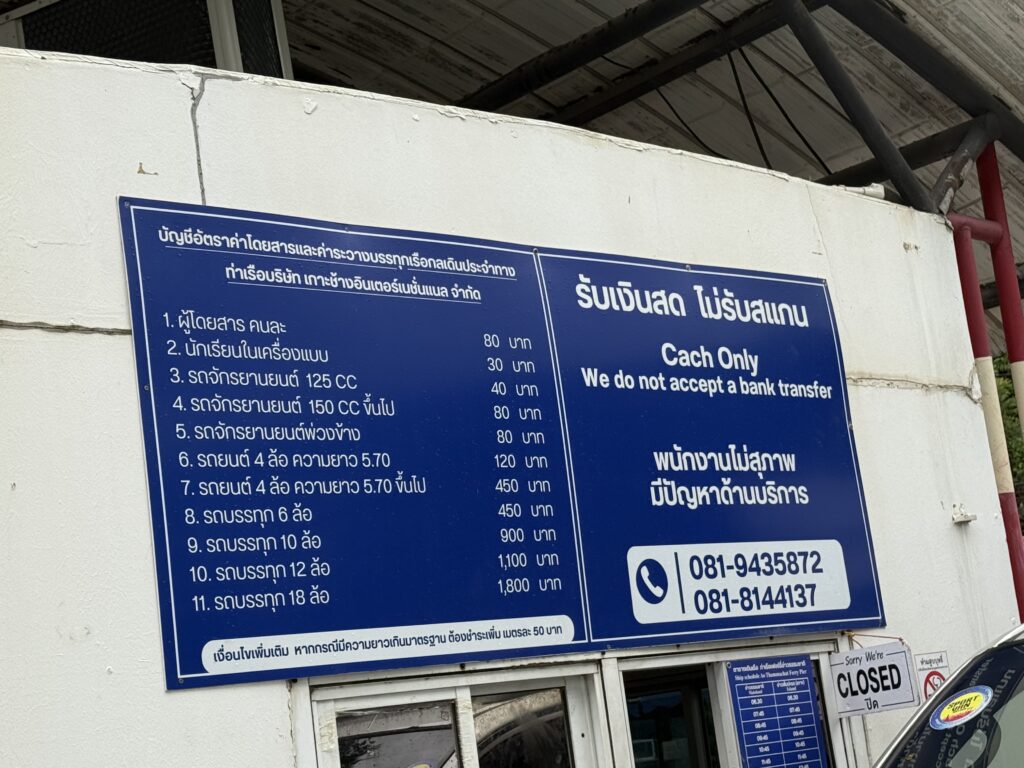 บัญชีอัตราค่าโดยสารและค่าระวางบรรทุกเรือกลเดินประจำทาง
ท่าเรือบริษัท เกาะช้างอินเตอร์เนชั่นแนล จำกัด
1. ผู้โดยสาร คนละ 80 บาท
2. นักเรียนในเครื่องแบบ 30 บาท
3. รถจักรยานยนต์ 125 CC 40 บาท
4. รถจักรยานยนต์ 150 CC ขึ้นไป 80 บาท
5. รถจักรยานยนต์พ่วงข้าง 80 บาท
6. รถยนต์ 4 ล้อ ความยาว 5.70 120 บาท
7. รถยนต์ 4 ล้อ ความยาว 5.70 ขึ้นไป 450 บาท
8. รถบรรทุก 6 ล้อ 450 บาท
9. รถบรรทุก 10 ล้อ 900 บาท
10. รถบรรทุก 12 ล้อ 1,100 บาท
11. รถบรรทุก 18 ล้อ 1,800 บาท
เงื่อนไขเพิ่มเติม หากกรณีมีความยาวเกินมาตรฐาน ต้องชำระเพิ่ม เมตรละ 50 บาท
รับเงินสด ไม่รับสแกน
Cach Only
We do not accept a bank transfer
พนักงานไม่สุภาพ
มีปัญหาด้านบริการ
081-9435872
081-8144137
Sorry We're
CLOSED
ปิด